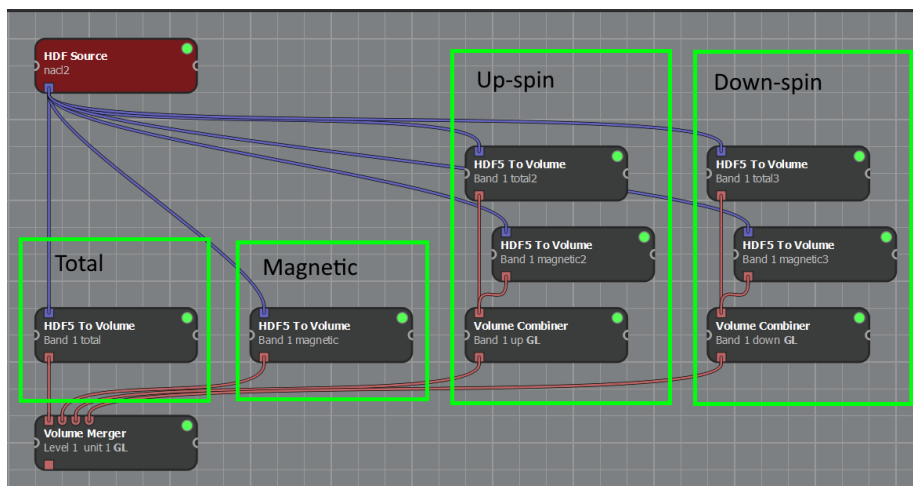 HDF Source
nacl2
Up-spin
Down-spin
HDF5 To Volume
Band 1 total2
HDF5 To Volume
Band 1 total3
HDF5 To Volume
Band 1 magnetic2
HDF5 To Volume
Band 1 magnetic3
Total
Magnetic
HDF5 To Volume
Band 1 total
HDF5 To Volume
Band 1 magnetic
Volume Combiner
Band 1 up GL
Volume Combiner
Band 1 down GL
Volume Merger
Level 1 unit 1 GL